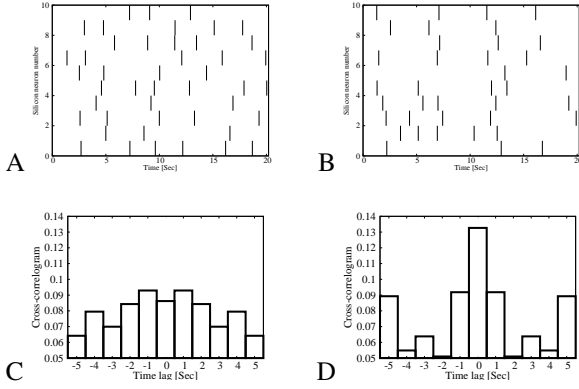 10
8
6
4
2
0
Silicon neuron number
0 5 10 15 20
Time [Sec]
A
10
8
6
4
2
0
Silicon neuron number
0 5 10 15 20
Time [Sec]
B
0.14
0.13
0.12
0.11
0.1
0.09
0.08
0.07
0.06
0.05
Cross-correlogram
-5 -4 -3 -2 -1 0 1 2 3 4 5
Time lag [Sec]
C
0.14
0.13
0.12
0.11
0.1
0.09
0.08
0.07
0.06
0.05
Cross-correlogram
-5 -4 -3 -2 -1 0 1 2 3 4 5
Time lag [Sec]
D